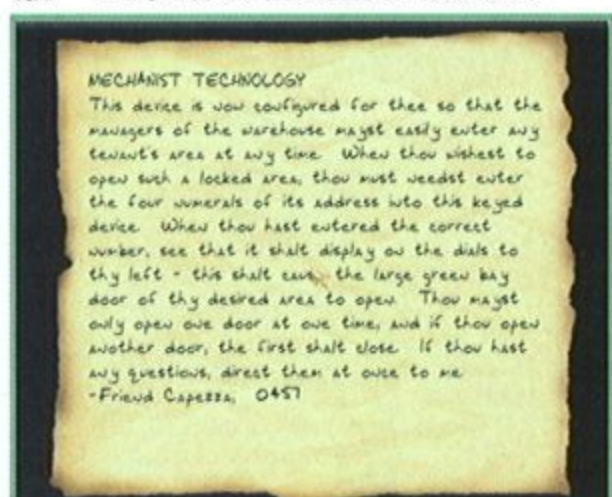 MECHANIST TECHNOLOGY
This device is now configured for thee so that the
managers of the warehouse mayst easily enter any
tenant's area at any time. When thou wishest to
open such a locked area, thou must needst enter
the four numerals of its address into this keyed
device. When thou hast entered the correct
number, see that it shalt display on the dials to
thy left - this shalt cause the large green bay
door of thy desired area to open. Thou mayst
only open one door at one time, and if thou open
another door, the first shalt close. If thou hast
any questions, direct them at once to me
-Friend Capezza, 0457